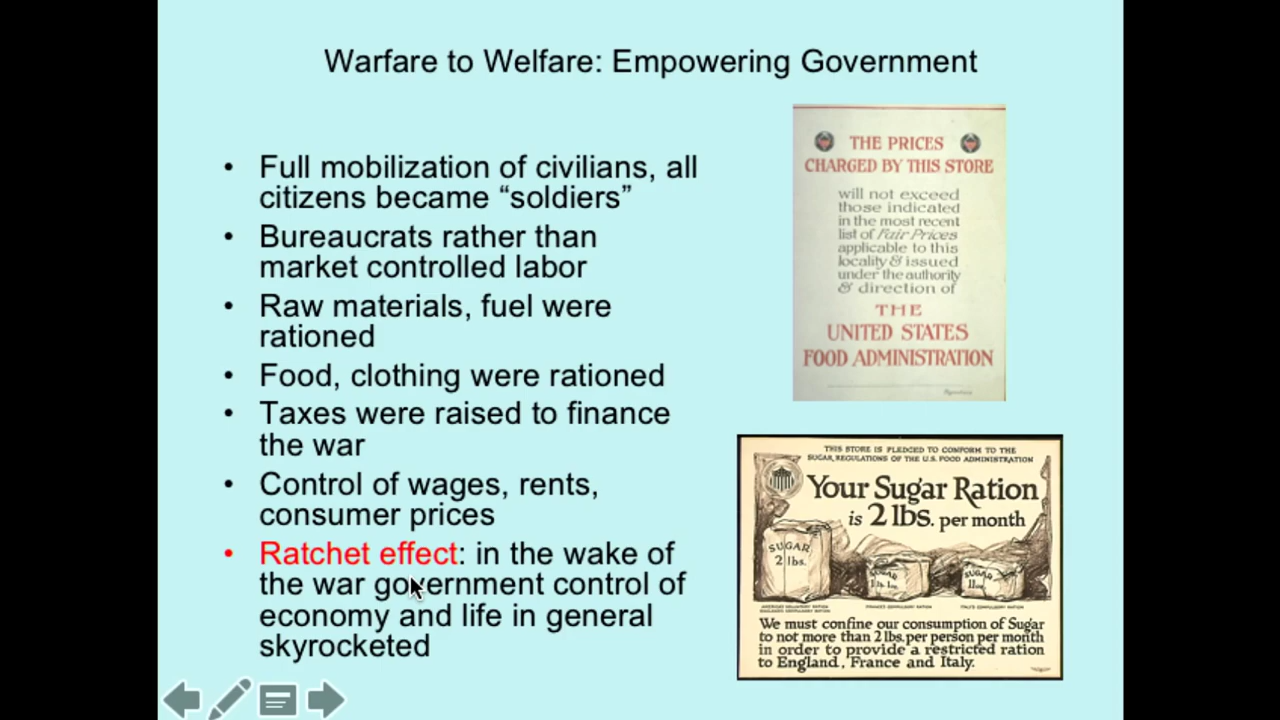 Warfare to Welfare: Empowering Government
• Full mobilization of civilians, all
citizens became “soldiers”
• Bureaucrats rather than
market controlled labor
• Raw materials, fuel were
rationed
• Food, clothing were rationed
• Taxes were raised to finance
the war
• Control of wages, rents,
consumer prices
• Ratchet effect: in the wake of
the war government control of
economy and life in general
skyrocketed
THE PRICES
CHARGED BY THIS STORE
will not exceed
those indicated
in the most recent
list of Fair Prices
applicable to this
locality & issued
under the authority
& direction of
THE
UNITED STATES
FOOD ADMINISTRATION
THIS STORE IS PLEDGED TO CONFORM TO THE
SUGAR REGULATIONS OF THE U.S. FOOD ADMINISTRATION
Your Sugar Ration
is 2 lbs. per month
SUGAR
2 lbs.
SUGAR
SUGAR
We must confine our consumption of Sugar
to not more than 2 lbs. per person per month
in order to provide a restricted ration
to England, France and Italy.